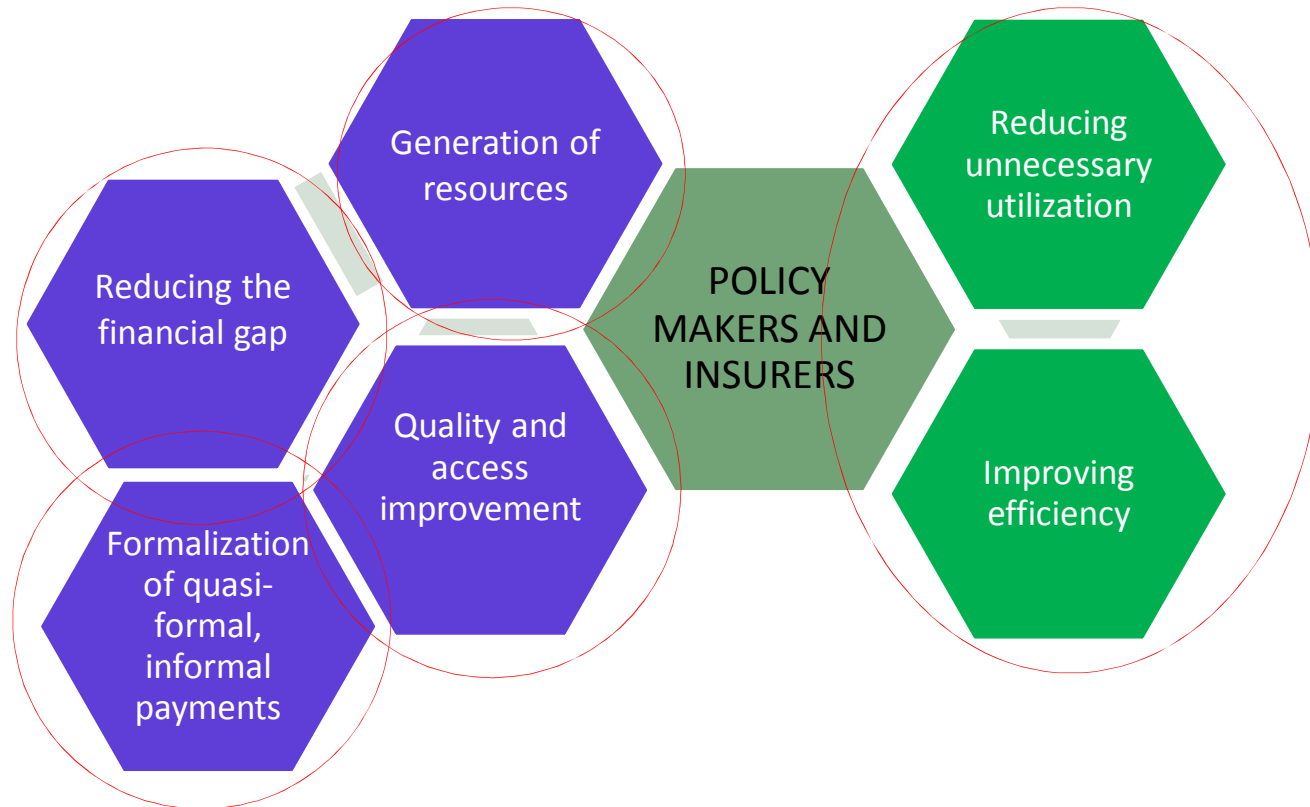 Generation of
resources
Reducing the
financial gap
Quality and
access
improvement
Formalization
of quasi-
formal,
informal
payments
POLICY
MAKERS AND
INSURERS
Reducing
unnecessary
utilization
Improving
efficiency